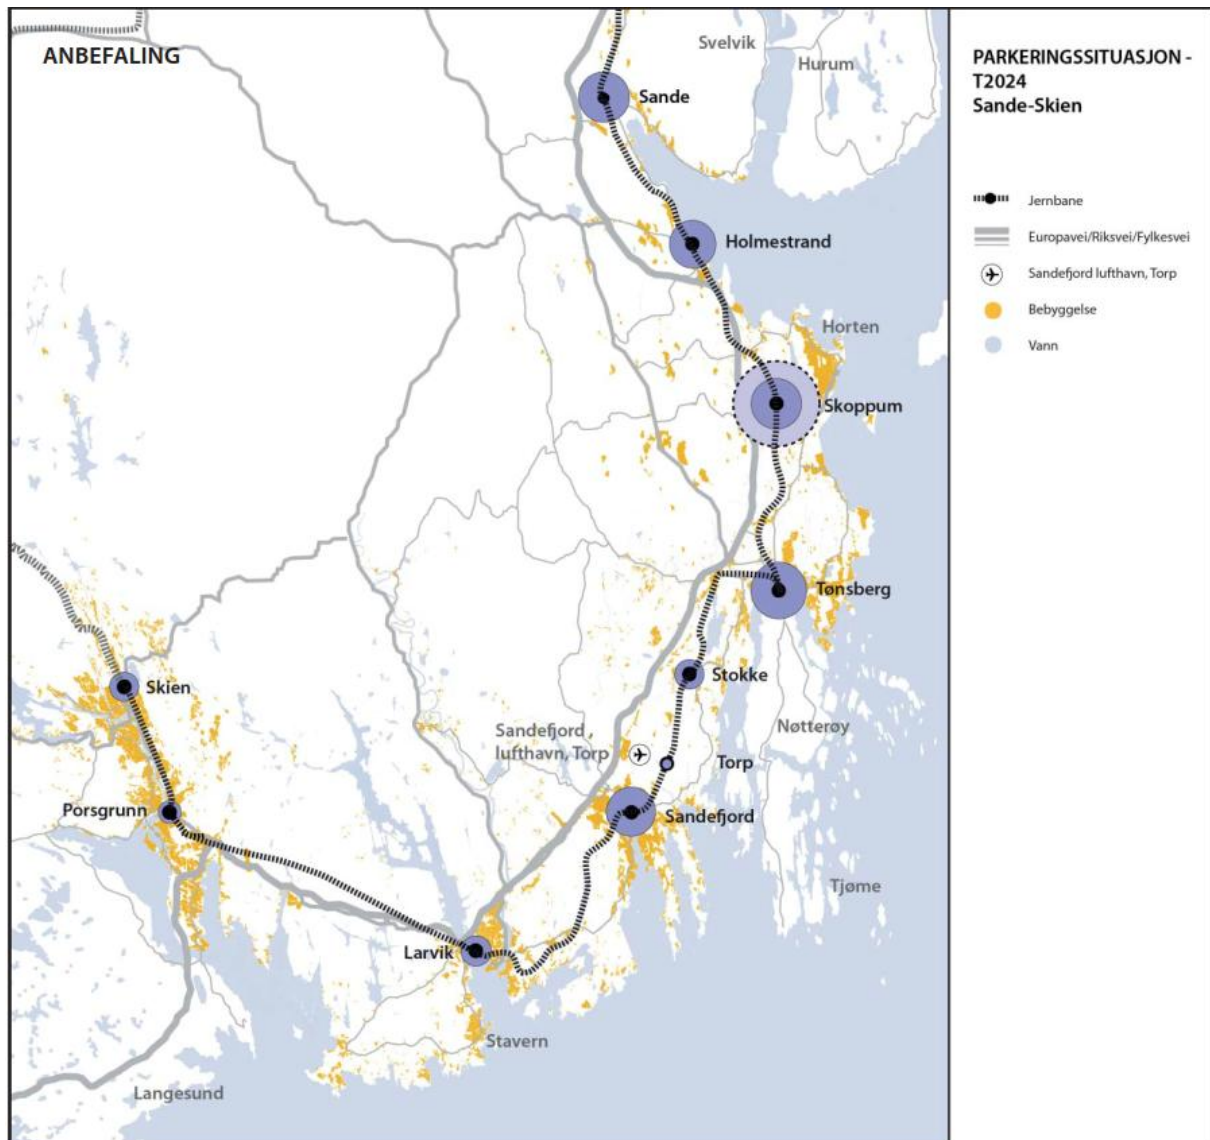 ANBEFALING
Svelvik
Hurum
Sande
Holmestrand
Horten
Skoppum
Tønsberg
Skien
Stokke
Nøtterøy
Sandefjord
lufthavn, Torp
Torp
Porsgrunn
Sandefjord
Tjøme
Larvik
Stavern
Langesund
PARKERINGSSITUASJON -
T2024
Sande-Skien
Jernbane
Europavei/Riksvei/Fylkesvei
Sandefjord lufthavn, Torp
Bebyggelse
Vann